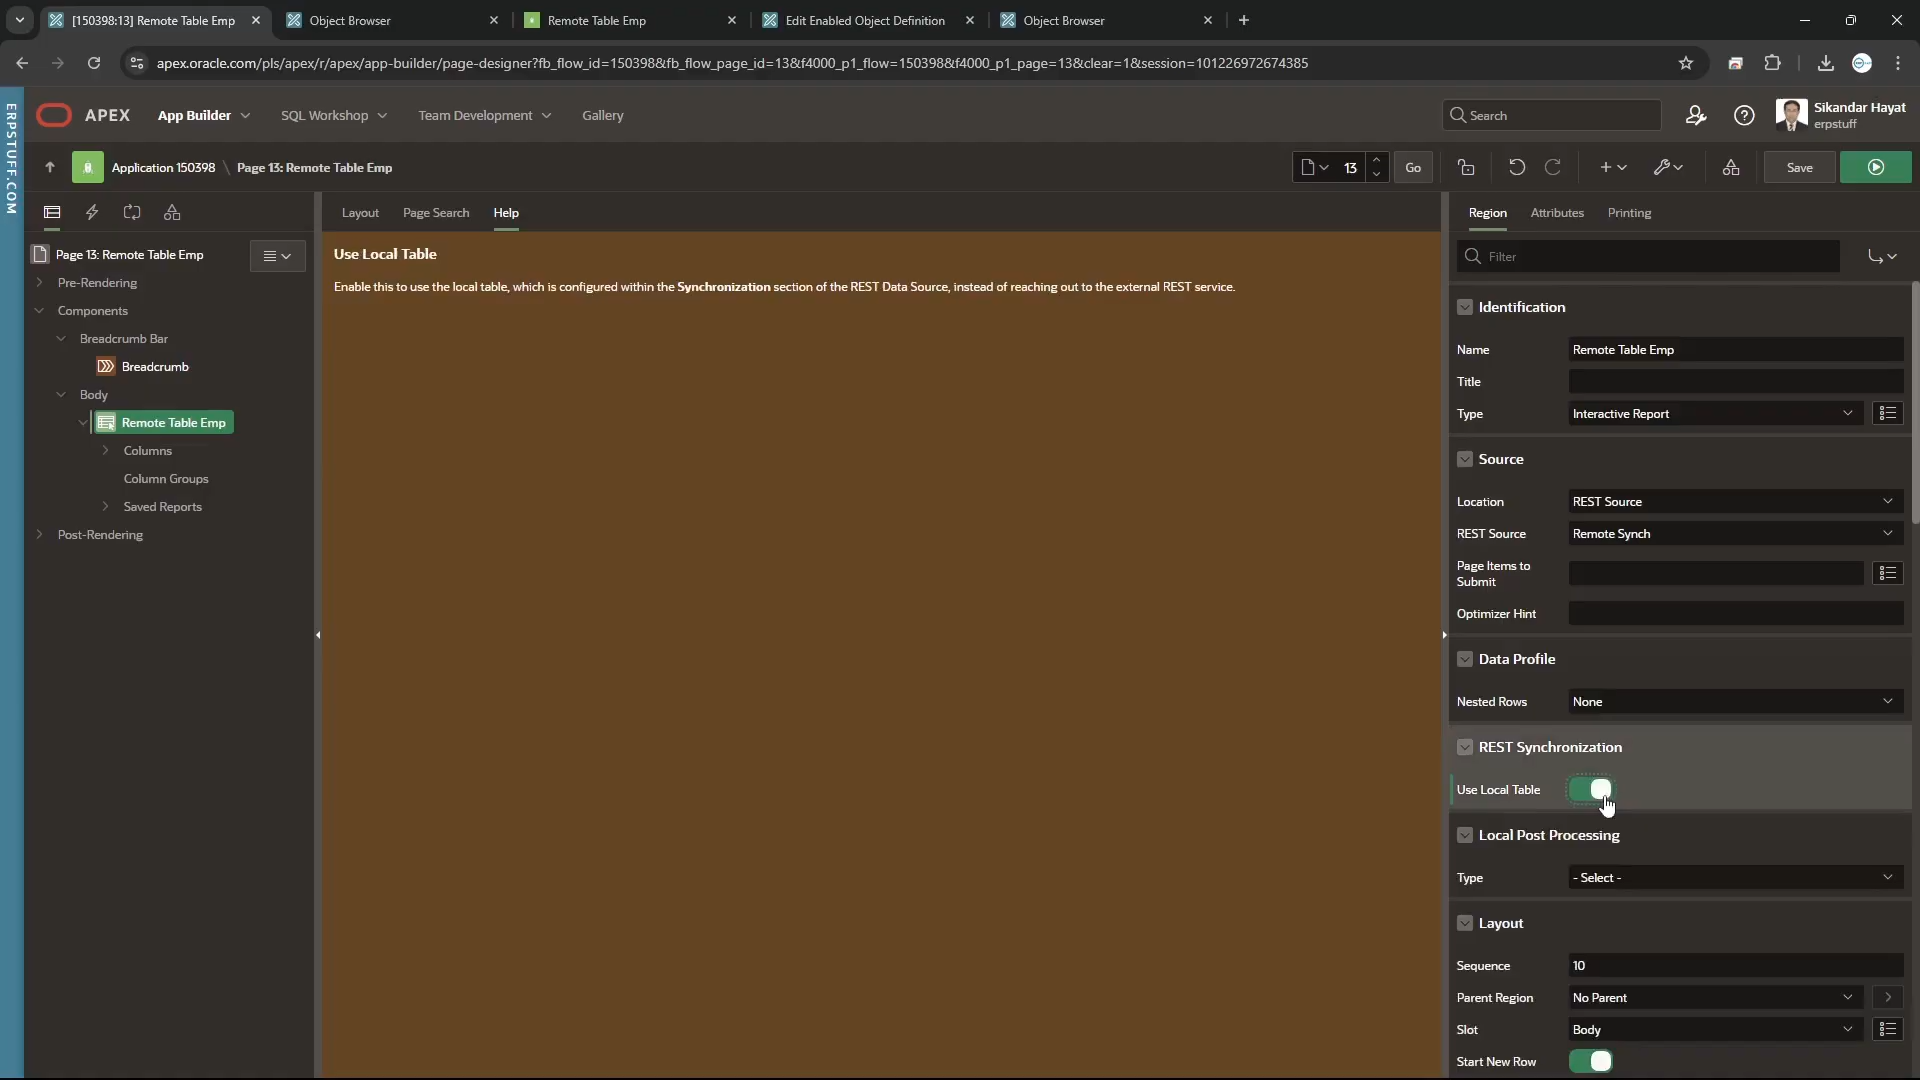 [150398:13] Remote Table Emp
Object Browser
Remote Table Emp
Edit Enabled Object Definition
Object Browser
apex.oracle.com/pls/apex/r/apex/app-builder/page-designer?fb_flow_id=150398&fb_flow_page_id=13&f4000_p1_flow=150398&f4000_p1_page=13&clear=1&session=101226972674385
ERPSTUFF.COM
APEX
App Builder
SQL Workshop
Team Development
Gallery
Search
Sikandar Hayat
erpstuff
Application 150398 \ Page 13: Remote Table Emp
13
Go
Save
Layout
Page Search
Help
Region
Attributes
Printing
Page 13: Remote Table Emp
Pre-Rendering
Components
Breadcrumb Bar
Breadcrumb
Body
Remote Table Emp
Columns
Column Groups
Saved Reports
Post-Rendering
Use Local Table
Enable this to use the local table, which is configured within the Synchronization section of the REST Data Source, instead of reaching out to the external REST service.
Filter
Identification
Name Remote Table Emp
Title
Type Interactive Report
Source
Location REST Source
REST Source Remote Synch
Page Items to
Submit
Optimizer Hint
Data Profile
Nested Rows None
REST Synchronization
Use Local Table
Local Post Processing
Type - Select -
Layout
Sequence 10
Parent Region No Parent
Slot Body
Start New Row